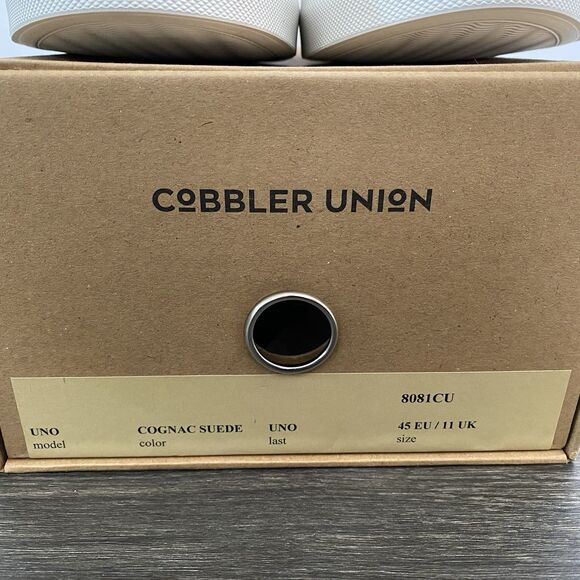 COBBLER UNION
8081CU
UNO COGNAC SUEDE UNO 45 EU / 11 UK
model color last size